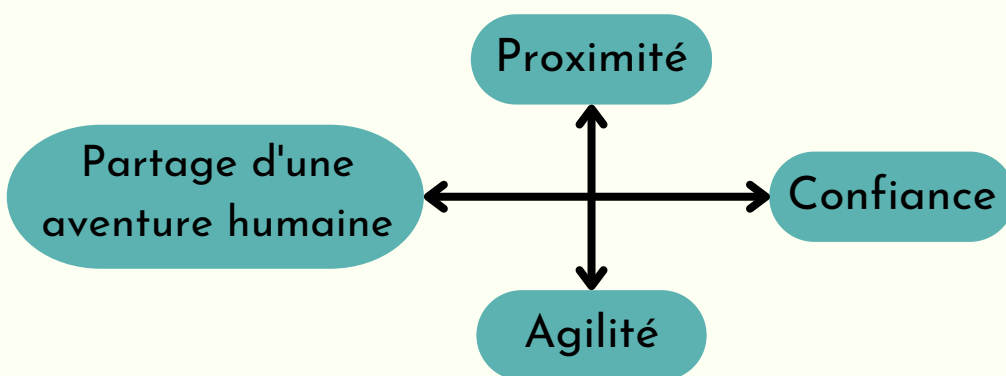 Proximité
Partage d'une
aventure humaine
Confiance
Agilité